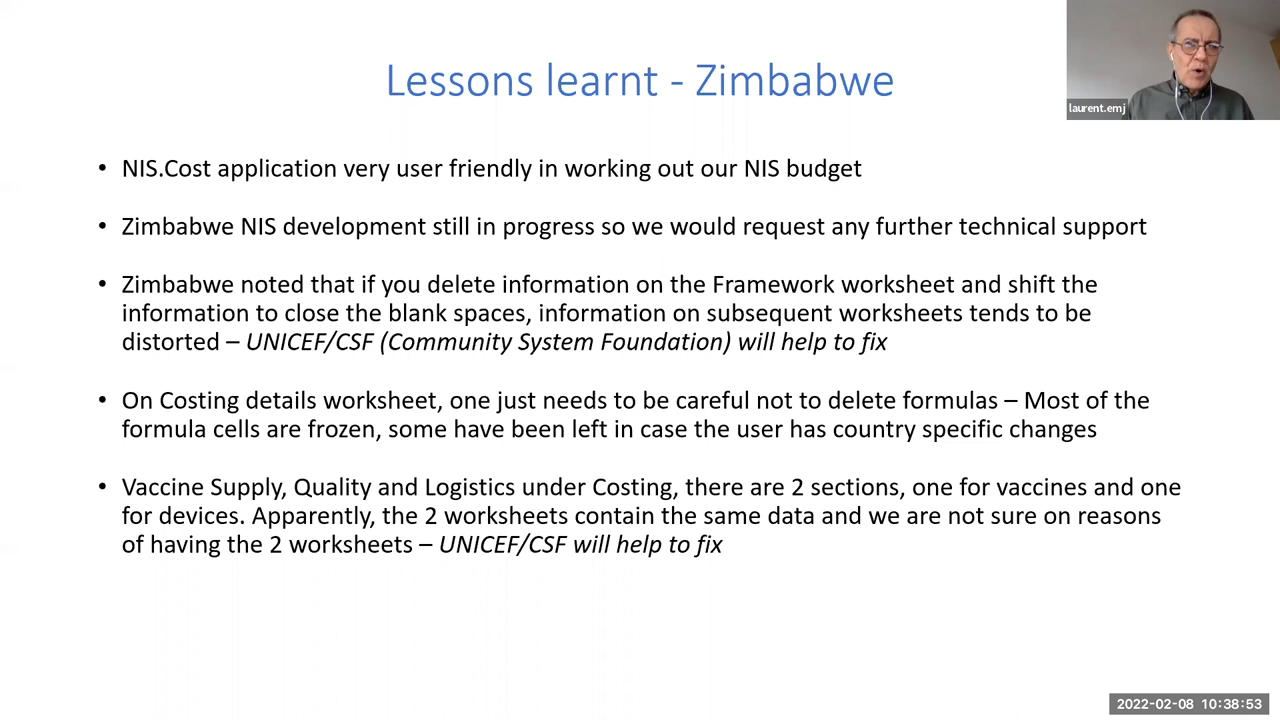 Lessons learnt - Zimbabwe
laurent.emj
• NIS.Cost application very user friendly in working out our NIS budget
• Zimbabwe NIS development still in progress so we would request any further technical support
• Zimbabwe noted that if you delete information on the Framework worksheet and shift the
information to close the blank spaces, information on subsequent worksheets tends to be
distorted – UNICEF/CSF (Community System Foundation) will help to fix
• On Costing details worksheet, one just needs to be careful not to delete formulas – Most of the
formula cells are frozen, some have been left in case the user has country specific changes
• Vaccine Supply, Quality and Logistics under Costing, there are 2 sections, one for vaccines and one
for devices. Apparently, the 2 worksheets contain the same data and we are not sure on reasons
of having the 2 worksheets – UNICEF/CSF will help to fix
2022-02-08 10:38:53